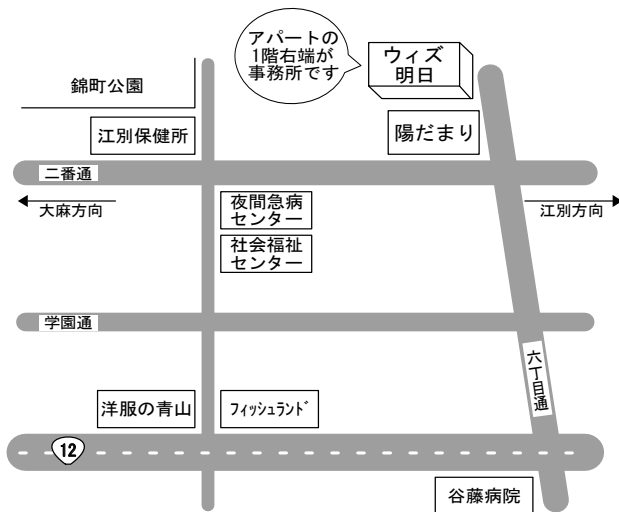 アパートの
1階右端が
事務所です
ウィズ
明日
錦町公園
江別保健所
陽だまり
二番通
大麻方向
江別方向
夜間急病
センター
社会福祉
センター
学園通
六丁目通
洋服の青山
フィッシュランド
12
谷藤病院